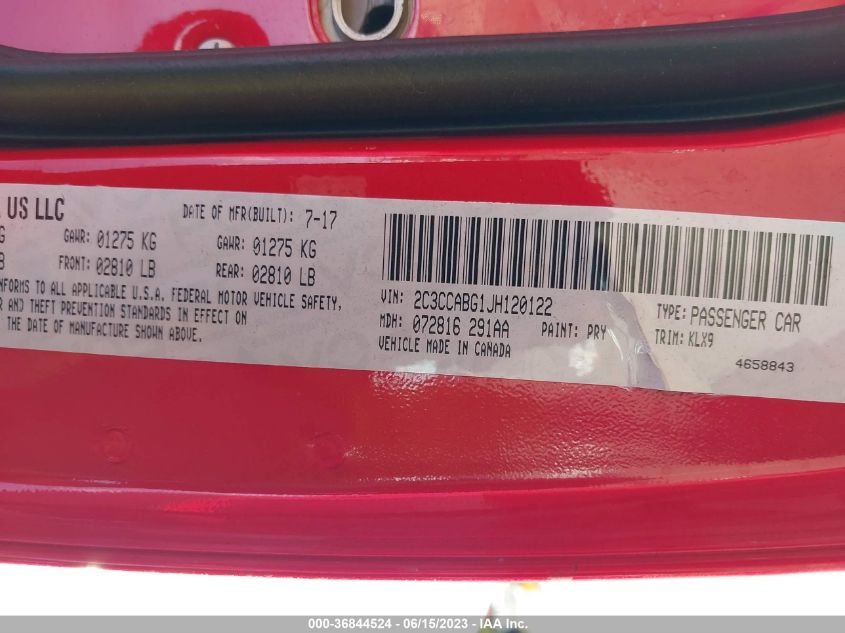 US LLC
DATE OF MFR(BUILT): 7-17
G GAWR: 01275 KG GAWR: 01275 KG
B FRONT: 02810 LB REAR: 02810 LB
NFORMS TO ALL APPLICABLE U.S.A. FEDERAL MOTOR VEHICLE SAFETY,
R AND THEFT PREVENTION STANDARDS IN EFFECT ON
THE DATE OF MANUFACTURE SHOWN ABOVE.
VIN: 2C3CCABG1JH120122 TYPE: PASSENGER CAR
MDH: 072816 291AA PAINT: PRY TRIM: KLX9
VEHICLE MADE IN CANADA
4658843
000-36844524 - 06/15/2023 - IAA Inc.